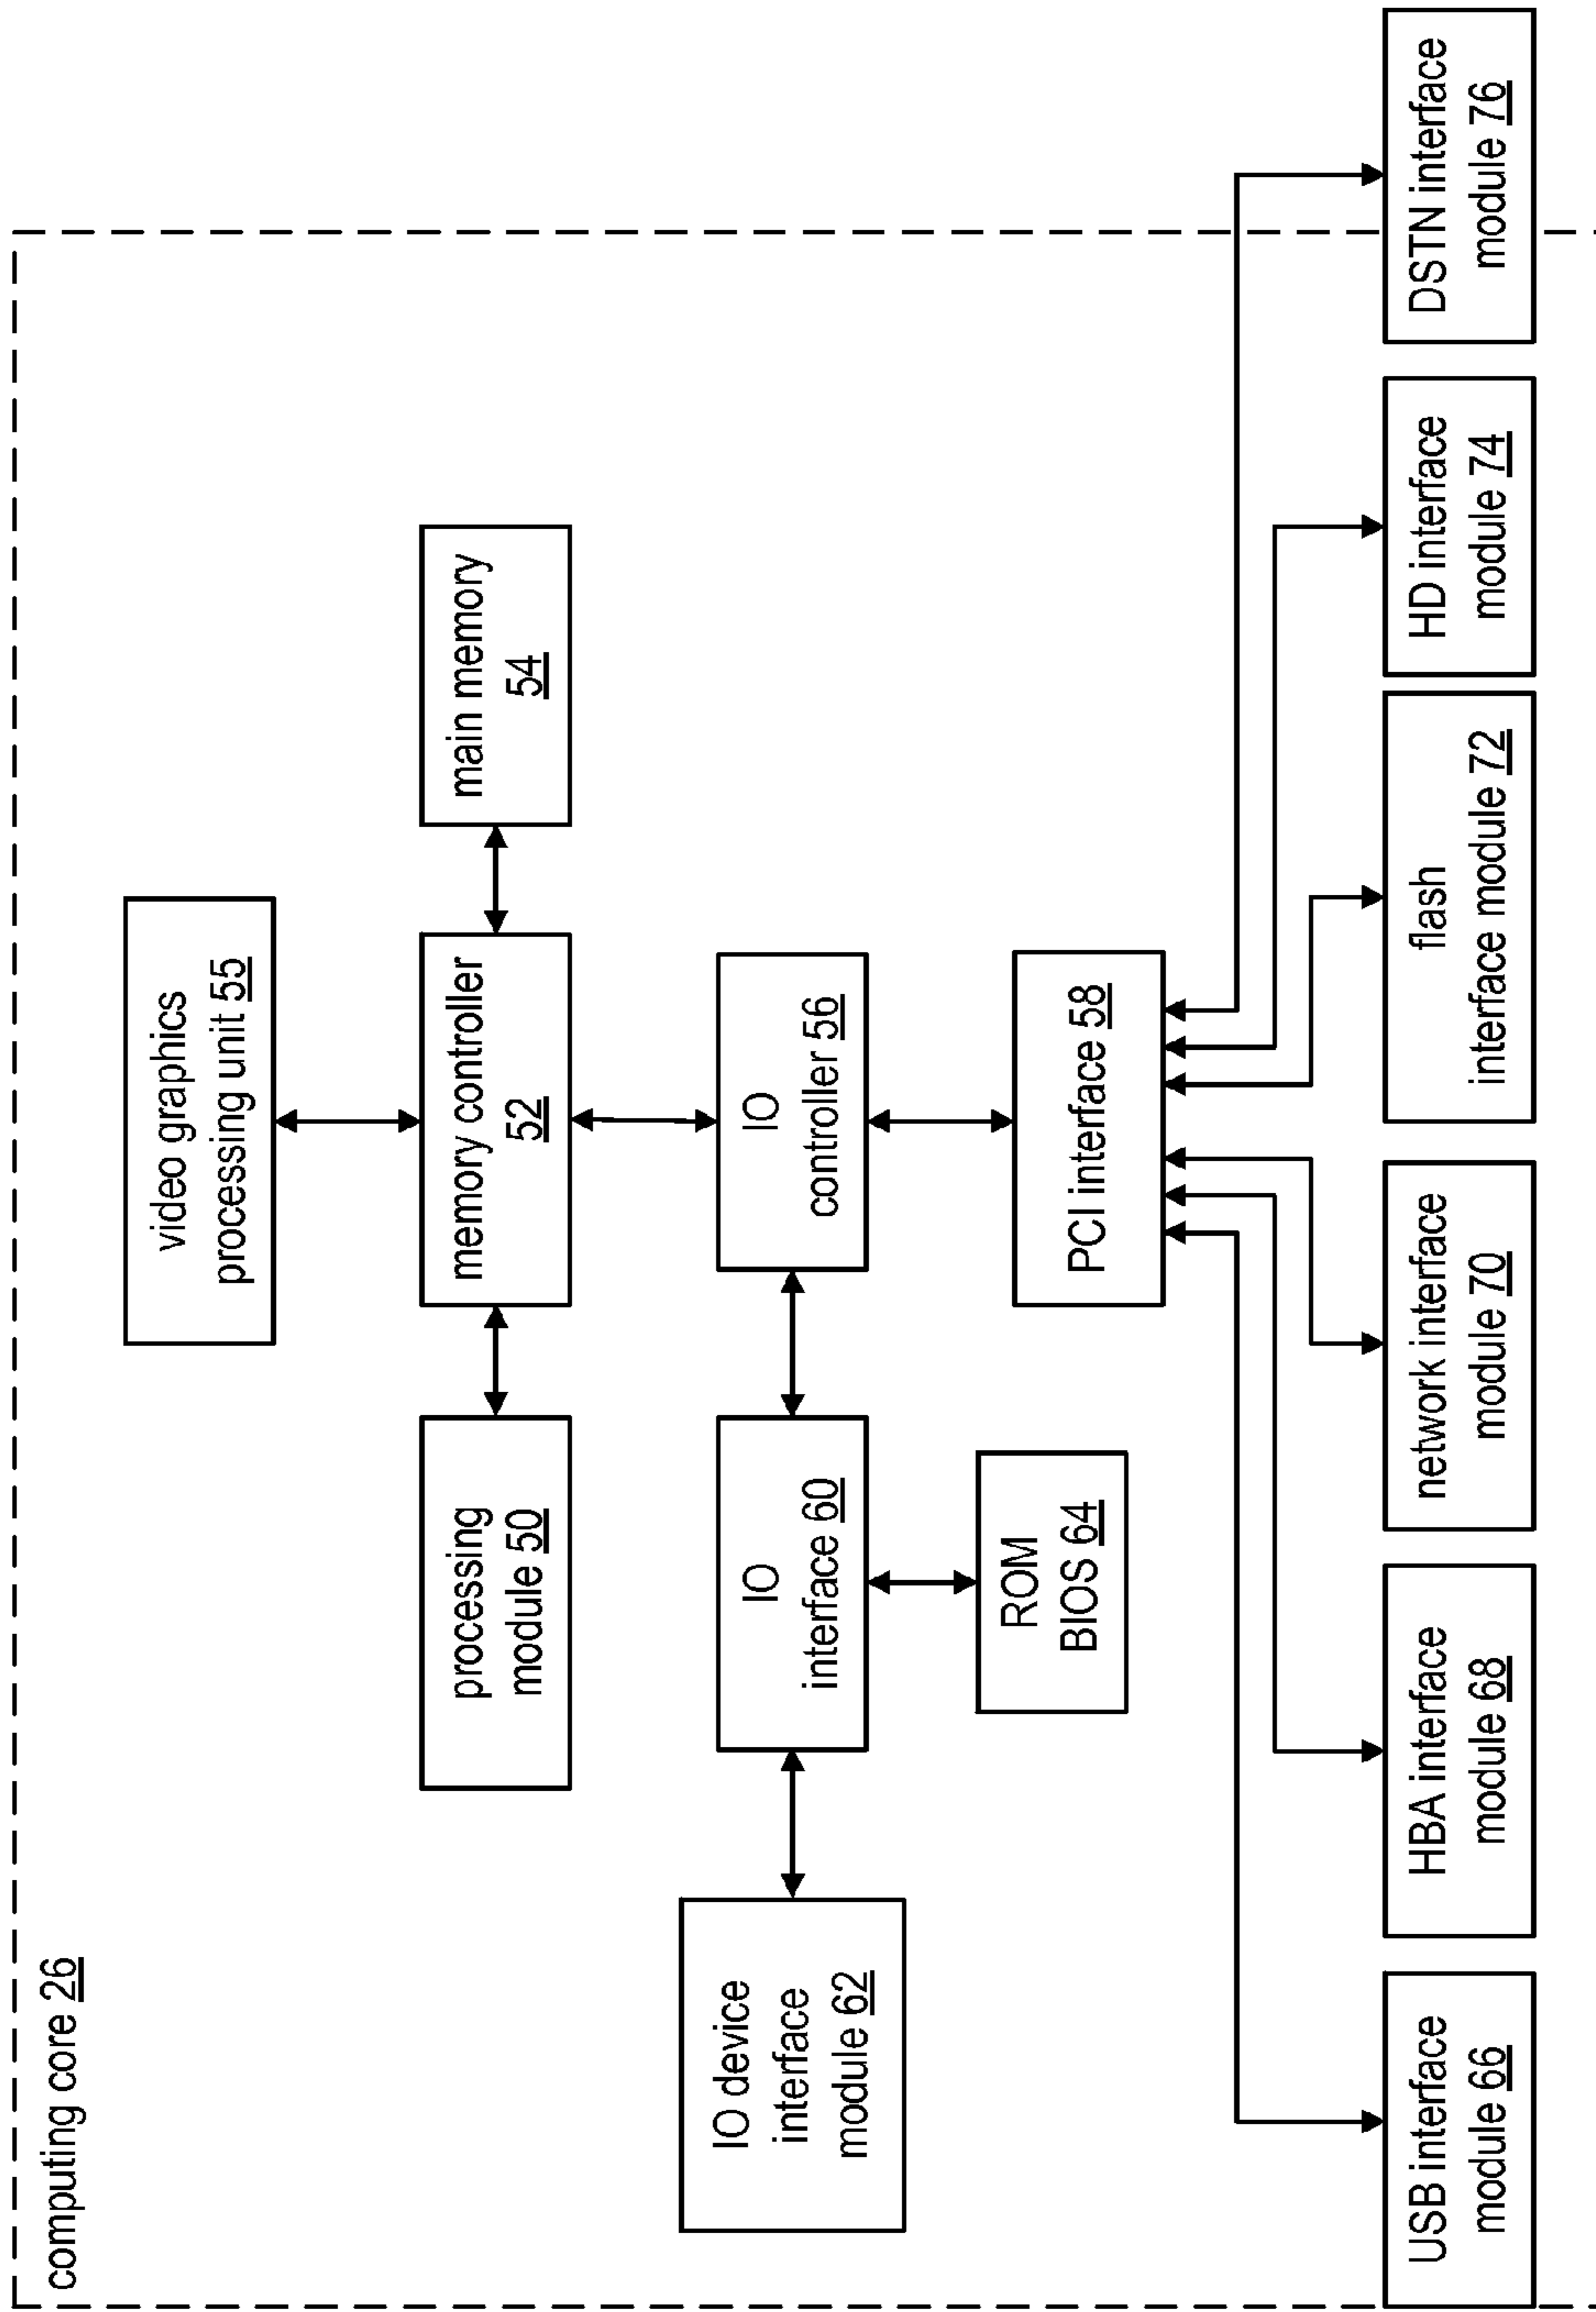 computing core 26
video graphics
processing unit 55
processing
module 50
memory controller
52
main memory
54
IO device
interface
module 62
IO
interface 60
IO
controller 56
ROM
BIOS 64
PCI interface 58
USB interface
module 66
HBA interface
module 68
network interface
module 70
flash
interface module 72
HD interface
module 74
DSTN interface
module 76